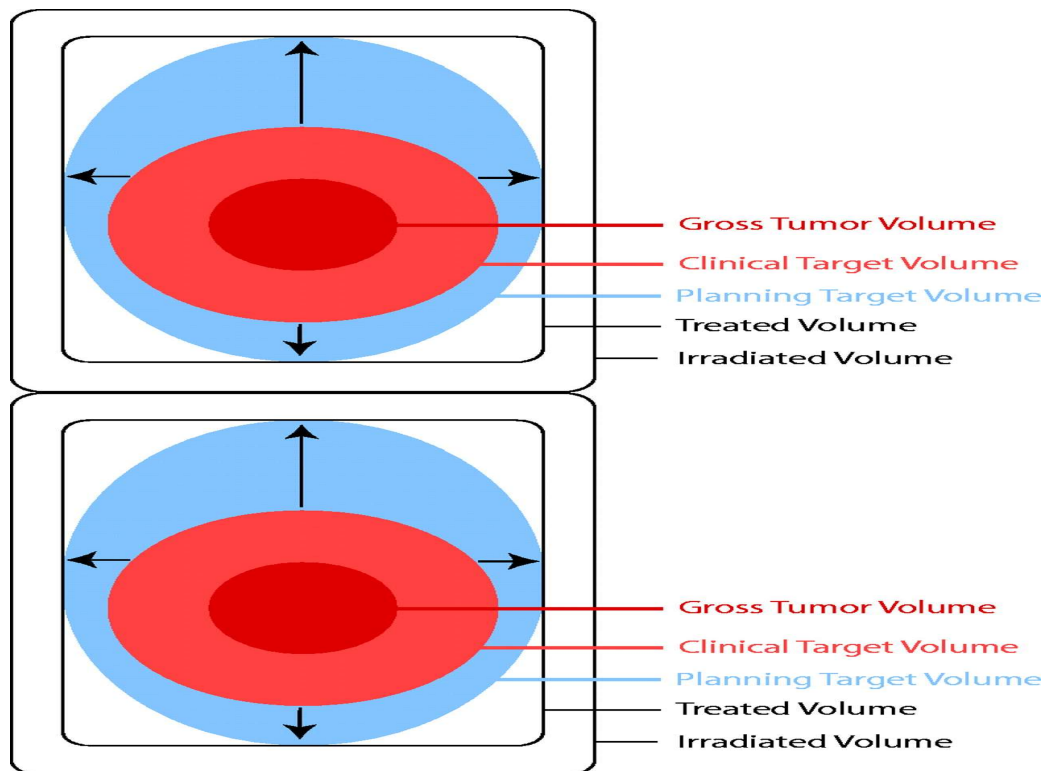 Gross Tumor Volume
Clinical Target Volume
Planning Target Volume
Treated Volume
Irradiated Volume
Gross Tumor Volume
Clinical Target Volume
Planning Target Volume
Treated Volume
Irradiated Volume